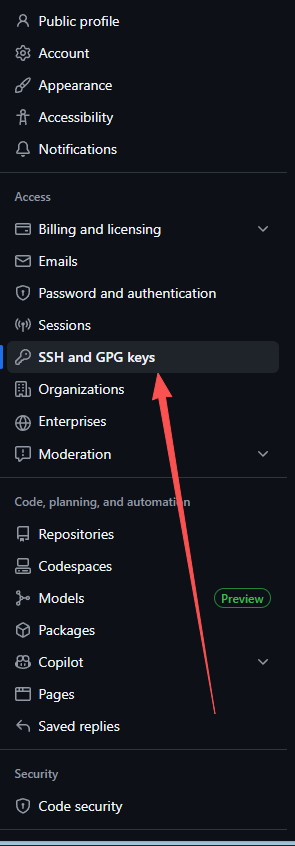 Public profile
Account
Appearance
Accessibility
Notifications
Access
Billing and licensing
Emails
Password and authentication
Sessions
SSH and GPG keys
Organizations
Enterprises
Moderation
Code, planning, and automation
Repositories
Codespaces
Models Preview
Packages
Copilot
Pages
Saved replies
Security
Code security